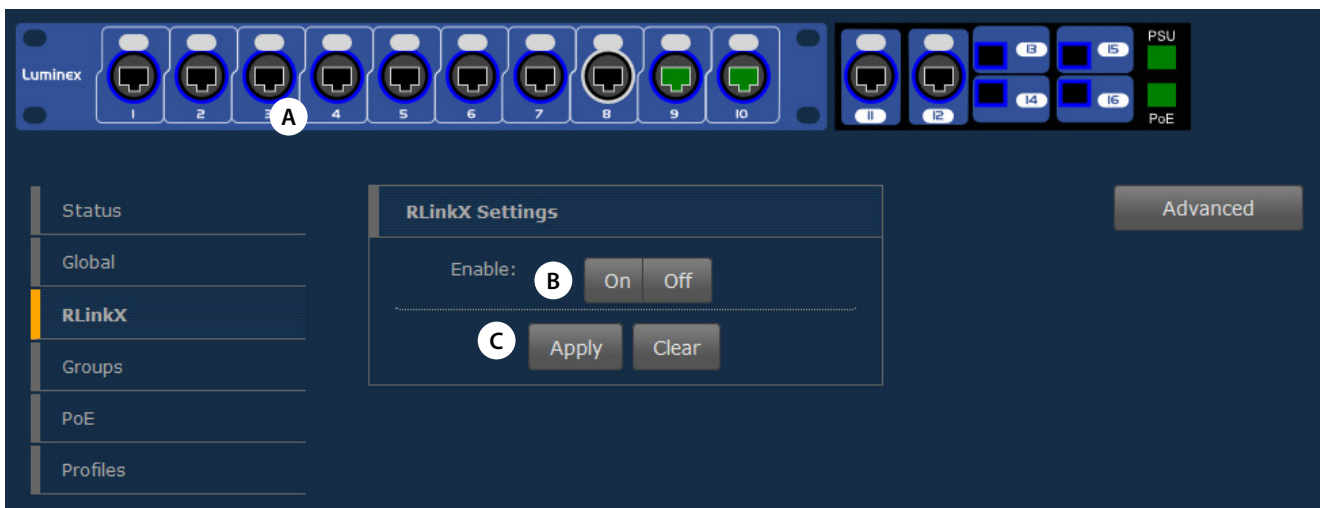 Luminex
1 2 3 4 5 6 7 8 9 10
A
11 12
13 15
14 16
PSU
PoE
Status
Global
RLinkX
Groups
PoE
Profiles
RLinkX Settings
Enable:
B
On Off
C
Apply Clear
Advanced